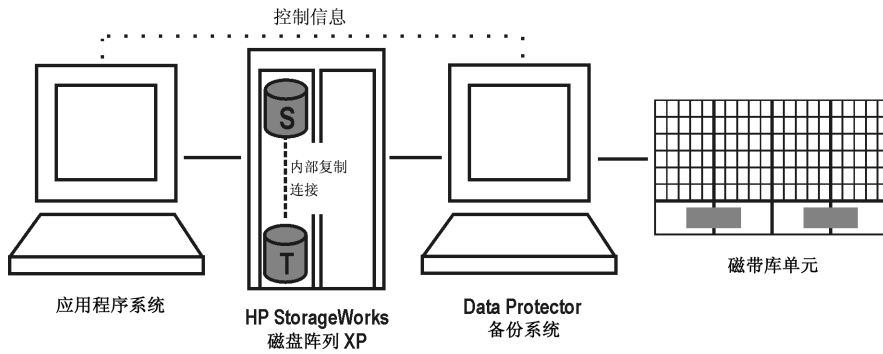 控制信息
S
内部复制
连接
T
应用程序系统
HP StorageWorks
磁盘阵列 XP
Data Protector
备份系统
磁带库单元